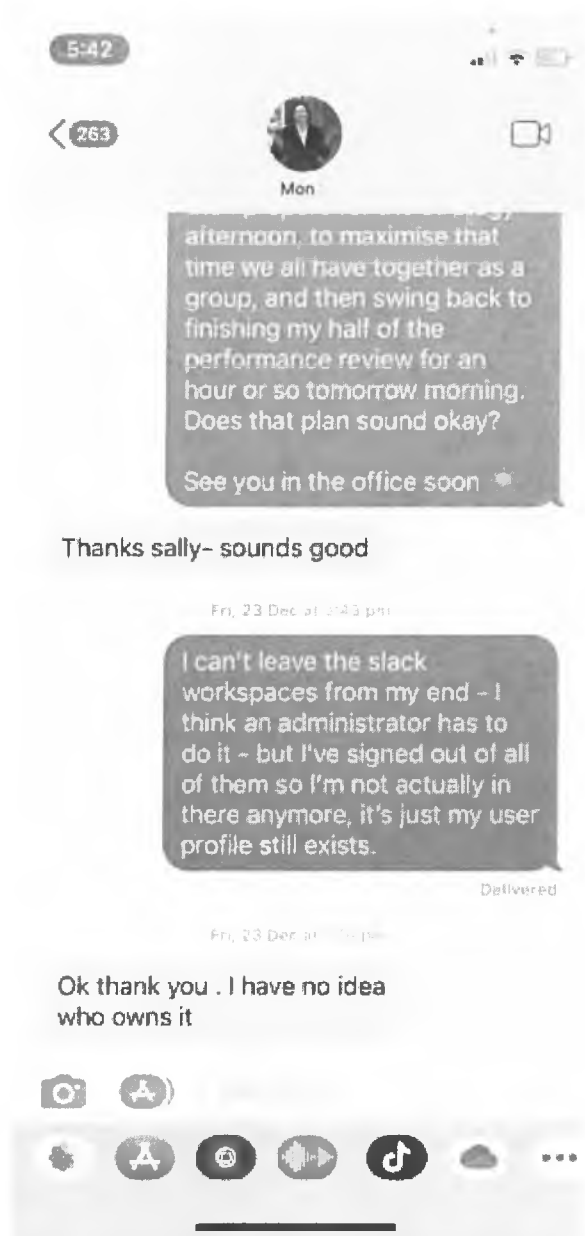 5:42
263
Mon
afternoon, to maximise that
time we all have together as a
group, and then swing back to
finishing my half of the
performance review for an
hour or so tomorrow morning.
Does that plan sound okay?
See you in the office soon
Thanks sally- sounds good
Fri, 23 Dec at
I can't leave the slack
workspaces from my end – I
think an administrator has to
do it – but I've signed out of all
of them so I'm not actually in
there anymore, it's just my user
profile still exists.
Delivered
Fri, 23 Dec at
Ok thank you . I have no idea
who owns it